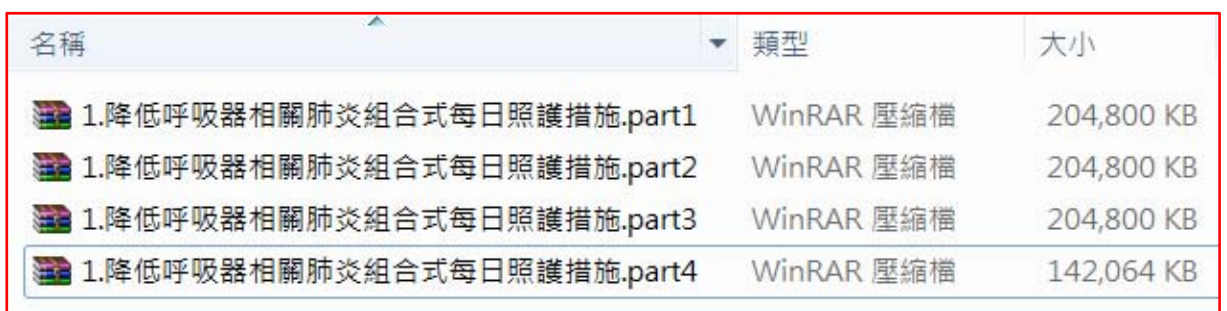 名稱 類型 大小
1.降低呼吸器相關肺炎組合式每日照護措施.part1 WinRAR 壓縮檔 204,800 KB
1.降低呼吸器相關肺炎組合式每日照護措施.part2 WinRAR 壓縮檔 204,800 KB
1.降低呼吸器相關肺炎組合式每日照護措施.part3 WinRAR 壓縮檔 204,800 KB
1.降低呼吸器相關肺炎組合式每日照護措施.part4 WinRAR 壓縮檔 142,064 KB